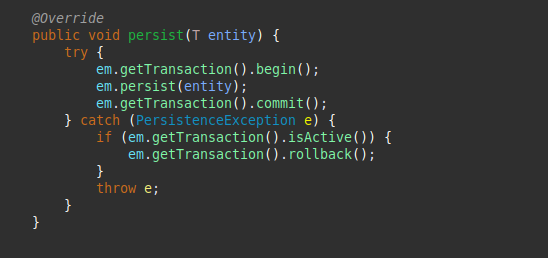 @Override
public void persist(T entity) {
    try {
        em.getTransaction().begin();
        em.persist(entity);
        em.getTransaction().commit();
    } catch (PersistenceException e) {
        if (em.getTransaction().isActive()) {
            em.getTransaction().rollback();
        }
        throw e;
    }
}